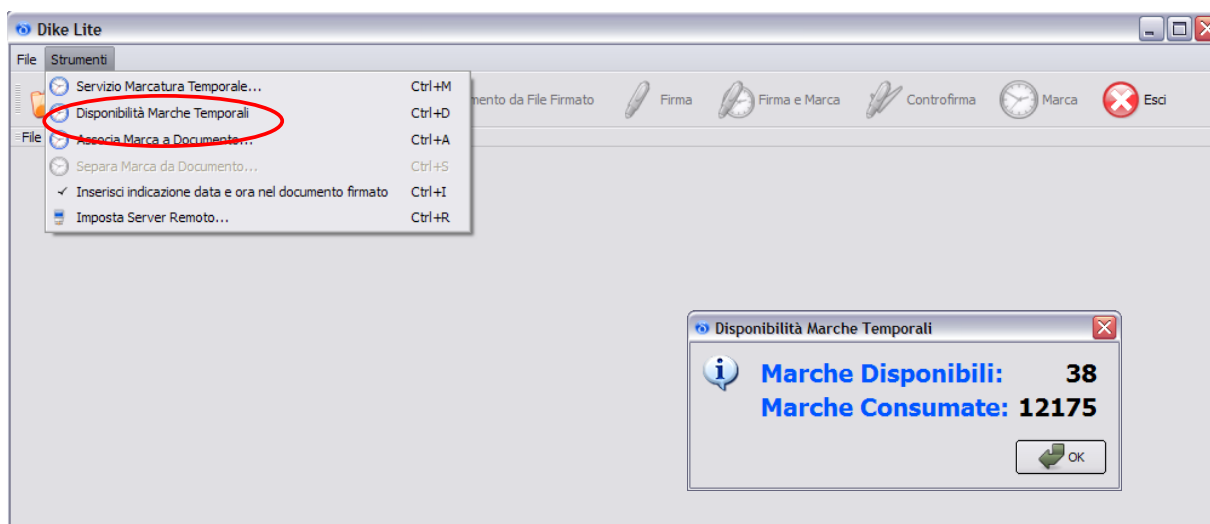 Dike Lite
File Strumenti
Servizio Marcatura Temporale... Ctrl+M
Disponibilità Marche Temporali Ctrl+D
Associa Marca a Documento... Ctrl+A
Separa Marca da Documento... Ctrl+S
Inserisci indicazione data e ora nel documento firmato Ctrl+I
Imposta Server Remoto... Ctrl+R
mento da File Firmato Firma Firma e Marca Controfirma Marca Esci
File
Disponibilità Marche Temporali
Marche Disponibili: 38
Marche Consumate: 12175
OK